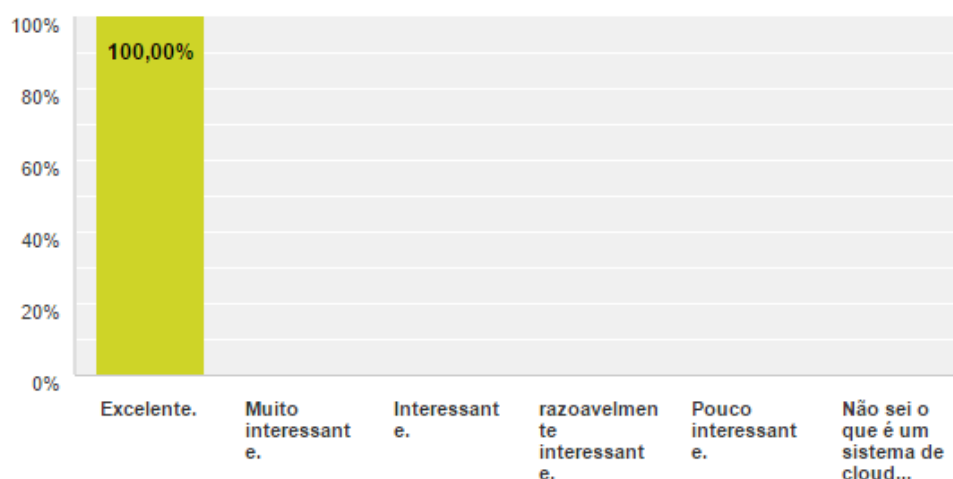 100%
100,00%
80%
60%
40%
20%
0%
Excelente.
Muito
interessant
e.
Interessant
e.
razoavelmen
te
interessant
e.
Pouco
interessant
e.
Não sei o
que é um
sistema de
cloud...